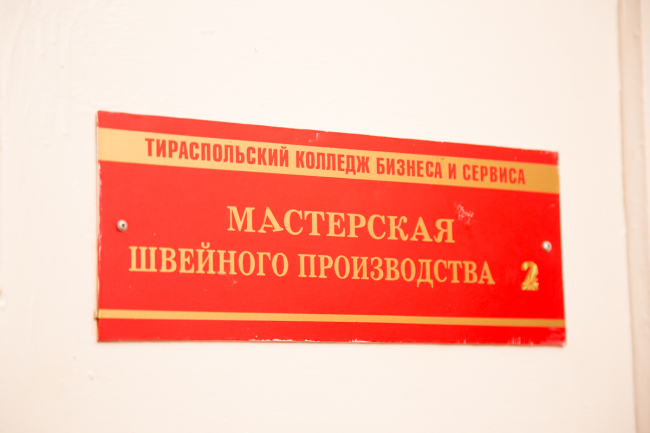 ТИРАСПОЛЬСКИЙ КОЛЛЕДЖ БИЗНЕСА И СЕРВИСА
МАСТЕРСКАЯ
ШВЕЙНОГО ПРОИЗВОДСТВА 2